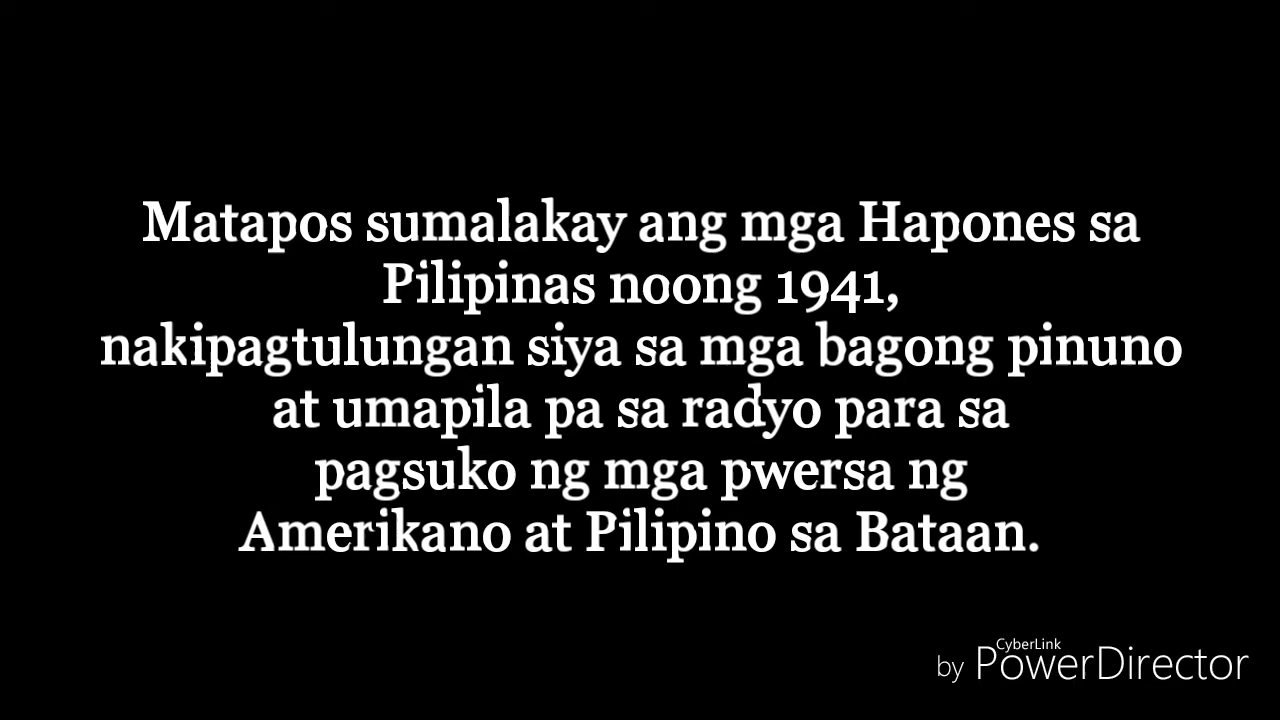 Matapos sumalakay ang mga Hapones sa
Pilipinas noong 1941,
nakipagtulungan siya sa mga bagong pinuno
at umapila pa sa radyo para sa
pagsuko ng mga pwersa ng
Amerikano at Pilipino sa Bataan.
CyberLink
by PowerDirector